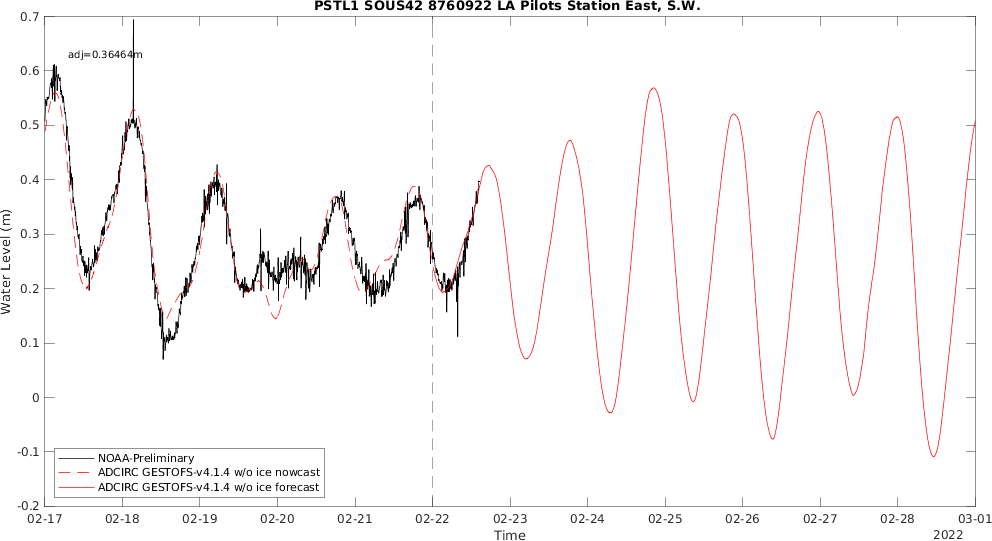 PSTL1 SOUS42 8760922 LA Pilots Station East, S.W.
adj=0.36464m
0.7
0.6
0.5
0.4
0.3
0.2
0.1
0
-0.1
-0.2
Water Level (m)
NOAA-Preliminary
ADCIRC GESTOFS-v4.1.4 w/o ice nowcast
ADCIRC GESTOFS-v4.1.4 w/o ice forecast
02-17 02-18 02-19 02-20 02-21 02-22 02-23 02-24 02-25 02-26 02-27 02-28 03-01
Time
2022